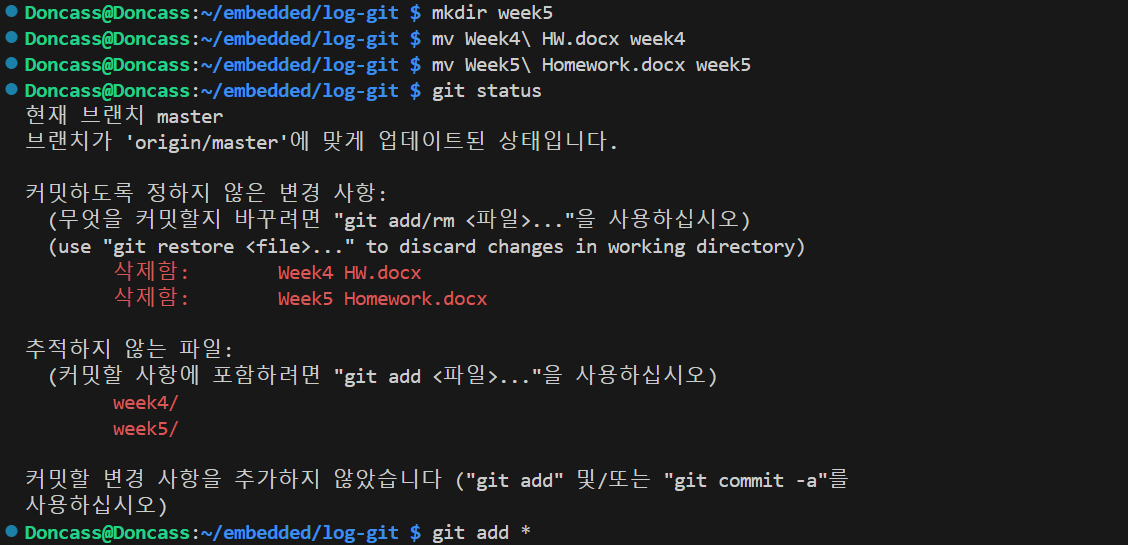 Doncass@Doncass:~/embedded/log-git $ mkdir week5
Doncass@Doncass:~/embedded/log-git $ mv Week4\ HW.docx week4
Doncass@Doncass:~/embedded/log-git $ mv Week5\ Homework.docx week5
Doncass@Doncass:~/embedded/log-git $ git status
현재 브랜치 master
브랜치가 'origin/master'에 맞게 업데이트된 상태입니다.
커밋하도록 정하지 않은 변경 사항:
(무엇을 커밋할지 바꾸려면 "git add/rm <파일>..."을 사용하십시오)
(use "git restore <file>..." to discard changes in working directory)
삭제함: Week4 HW.docx
삭제함: Week5 Homework.docx
추적하지 않는 파일:
(커밋할 사항에 포함하려면 "git add <파일>..."을 사용하십시오)
week4/
week5/
커밋할 변경 사항을 추가하지 않았습니다 ("git add" 및/또는 "git commit -a"를
사용하십시오)
Doncass@Doncass:~/embedded/log-git $ git add *